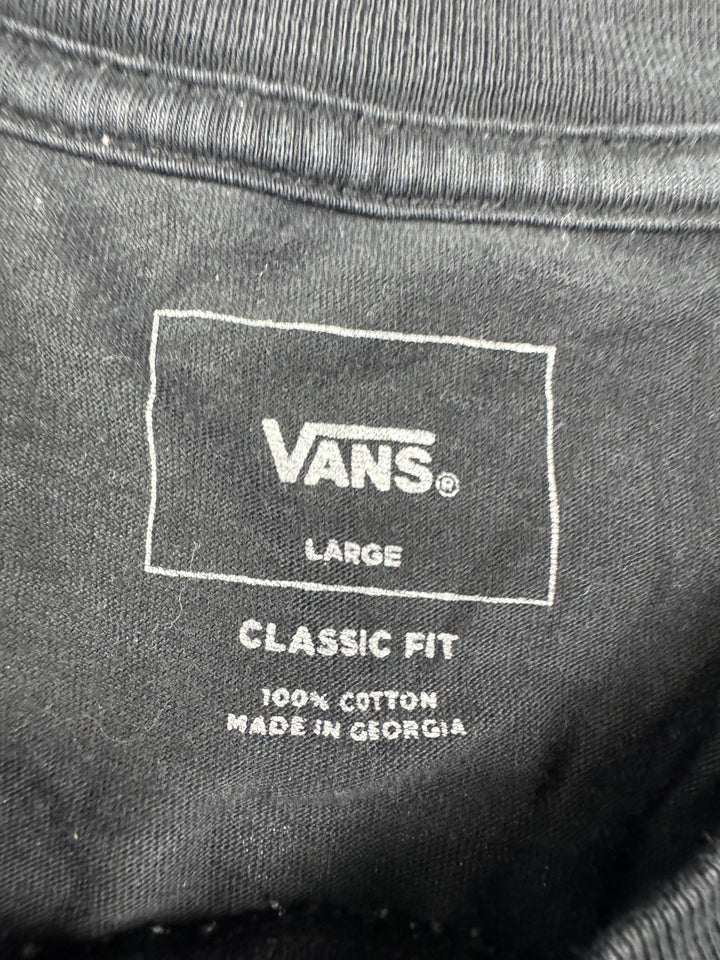 VANS®
LARGE
CLASSIC FIT
100% COTTON
MADE IN GEORGIA